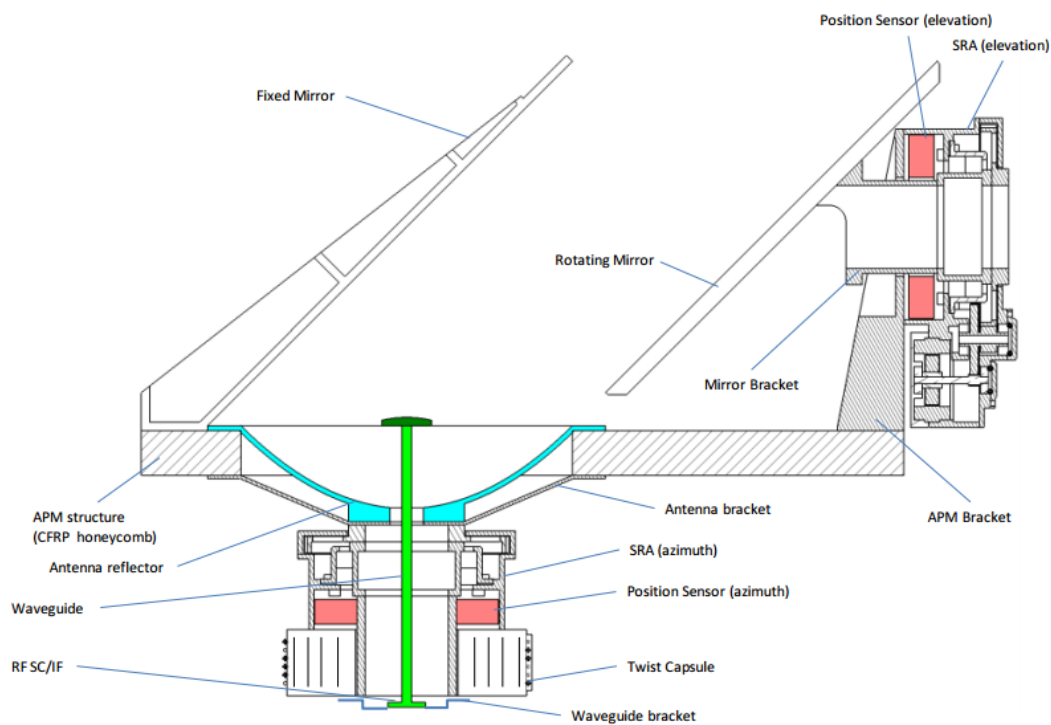 Position Sensor (elevation)
SRA (elevation)
Fixed Mirror
Rotating Mirror
Mirror Bracket
APM structure
(CFRP honeycomb)
Antenna bracket
APM Bracket
Antenna reflector
SRA (azimuth)
Waveguide
Position Sensor (azimuth)
RF SC/IF
Twist Capsule
Waveguide bracket